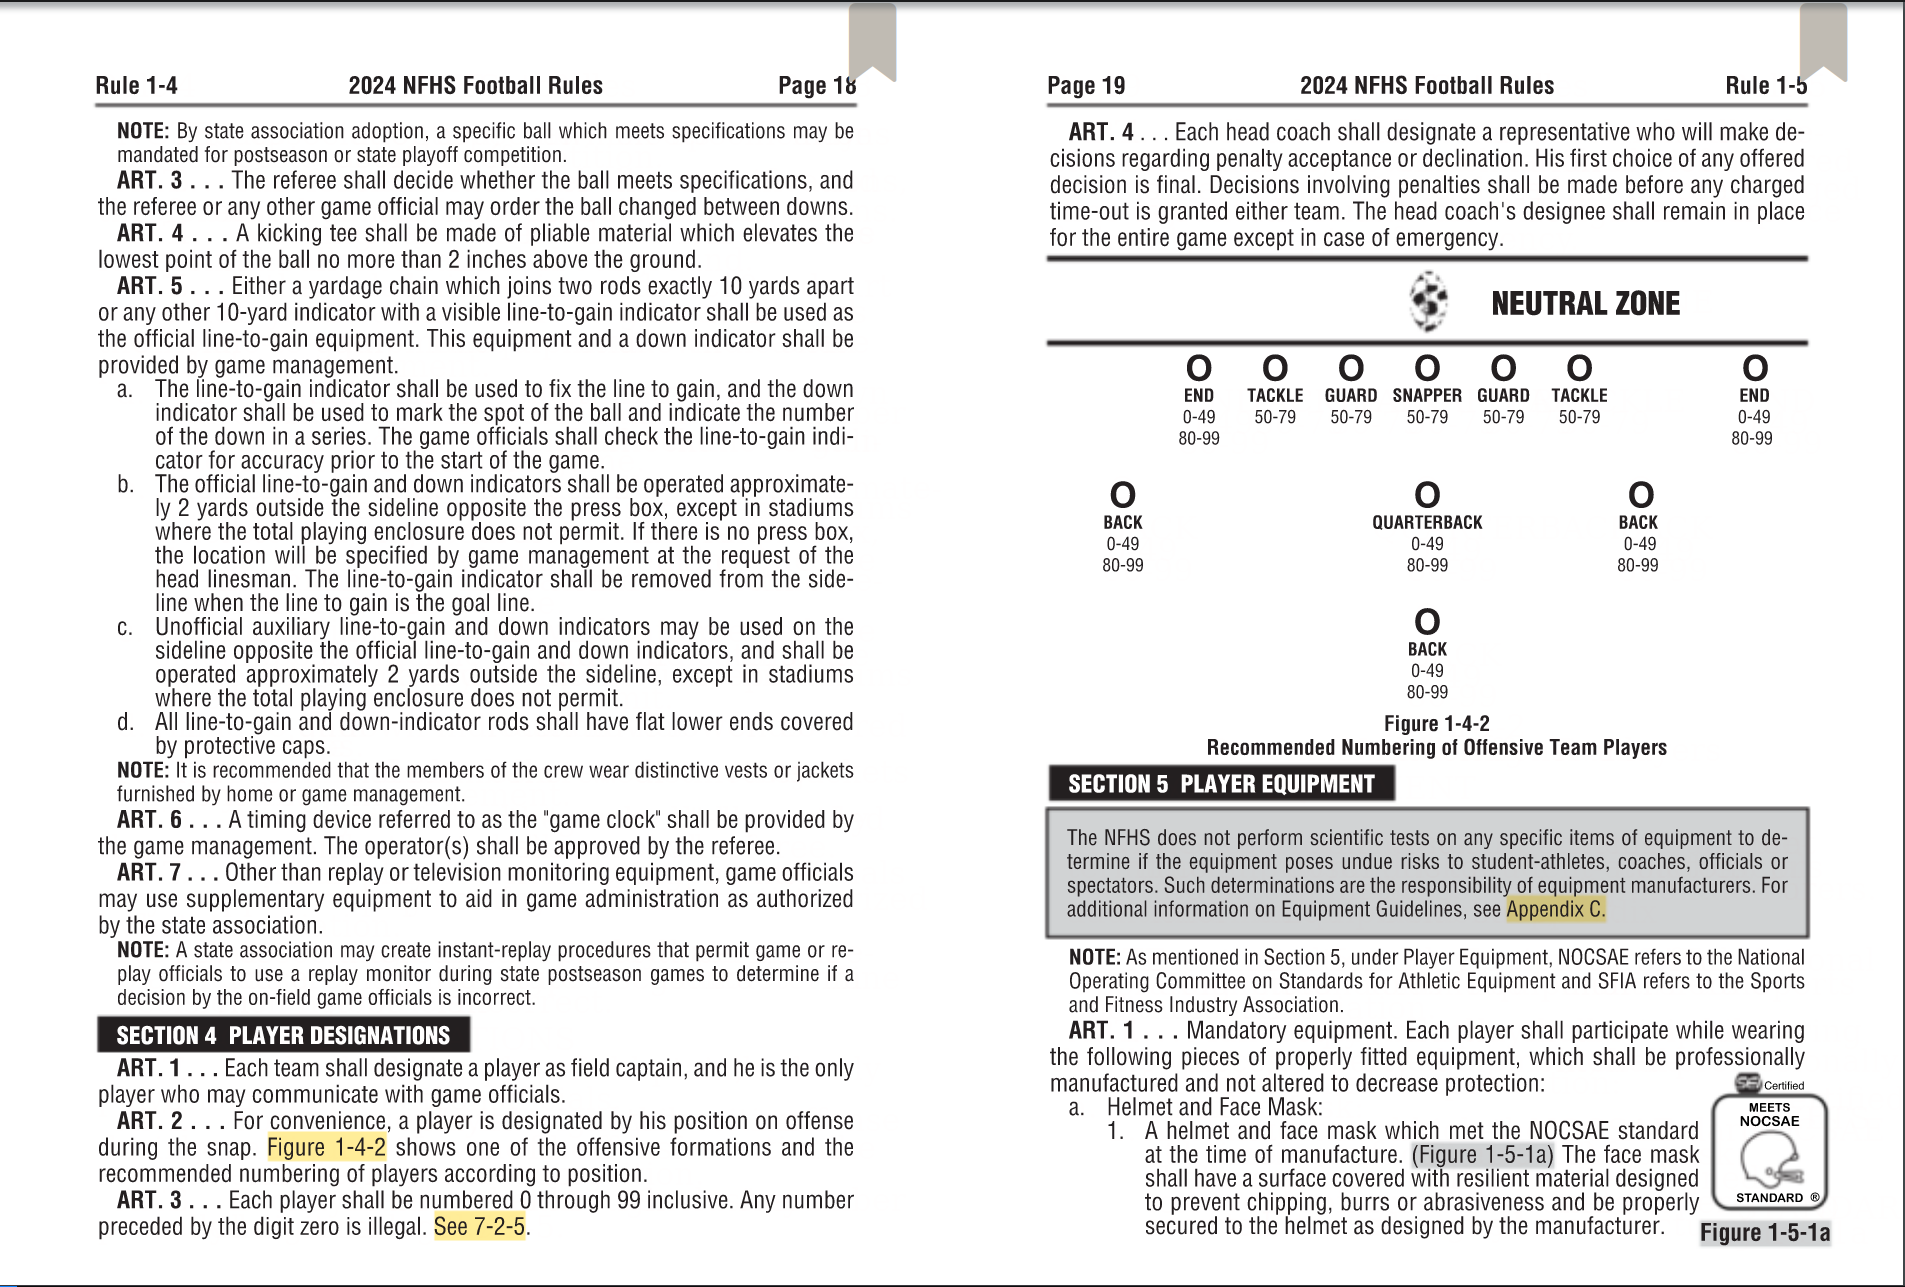 Rule 1-4 2024 NFHS Football Rules Page 18
NOTE: By state association adoption, a specific ball which meets specifications may be
mandated for postseason or state playoff competition.
ART. 3 . . . The referee shall decide whether the ball meets specifications, and
the referee or any other game official may order the ball changed between downs.
ART. 4 . . . A kicking tee shall be made of pliable material which elevates the
lowest point of the ball no more than 2 inches above the ground.
ART. 5 . . . Either a yardage chain which joins two rods exactly 10 yards apart
or any other 10-yard indicator with a visible line-to-gain indicator shall be used as
the official line-to-gain equipment. This equipment and a down indicator shall be
provided by game management.
a. The line-to-gain indicator shall be used to fix the line to gain, and the down
indicator shall be used to mark the spot of the ball and indicate the number
of the down in a series. The game officials shall check the line-to-gain indi-
cator for accuracy prior to the start of the game.
b. The official line-to-gain and down indicators shall be operated approximate-
ly 2 yards outside the sideline opposite the press box, except in stadiums
where the total playing enclosure does not permit. If there is no press box,
the location will be specified by game management at the request of the
head linesman. The line-to-gain indicator shall be removed from the side-
line when the line to gain is the goal line.
c. Unofficial auxiliary line-to-gain and down indicators may be used on the
sideline opposite the official line-to-gain and down indicators, and shall be
operated approximately 2 yards outside the sideline, except in stadiums
where the total playing enclosure does not permit.
d. All line-to-gain and down-indicator rods shall have flat lower ends covered
by protective caps.
NOTE: It is recommended that the members of the crew wear distinctive vests or jackets
furnished by home or game management.
ART. 6 . . . A timing device referred to as the "game clock" shall be provided by
the game management. The operator(s) shall be approved by the referee.
ART. 7 . . . Other than replay or television monitoring equipment, game officials
may use supplementary equipment to aid in game administration as authorized
by the state association.
NOTE: A state association may create instant-replay procedures that permit game or re-
play officials to use a replay monitor during state postseason games to determine if a
decision by the on-field game officials is incorrect.
SECTION 4 PLAYER DESIGNATIONS
ART. 1 . . . Each team shall designate a player as field captain, and he is the only
player who may communicate with game officials.
ART. 2 . . . For convenience, a player is designated by his position on offense
during the snap. Figure 1-4-2 shows one of the offensive formations and the
recommended numbering of players according to position.
ART. 3 . . . Each player shall be numbered 0 through 99 inclusive. Any number
preceded by the digit zero is illegal. See 7-2-5.
Page 19 2024 NFHS Football Rules Rule 1-5
ART. 4 . . . Each head coach shall designate a representative who will make de-
cisions regarding penalty acceptance or declination. His first choice of any offered
decision is final. Decisions involving penalties shall be made before any charged
time-out is granted either team. The head coach's designee shall remain in place
for the entire game except in case of emergency.
NEUTRAL ZONE
O O O O O O O
END TACKLE GUARD SNAPPER GUARD TACKLE END
0-49 50-79 50-79 50-79 50-79 50-79 0-49
80-99 80-99
O O O
BACK QUARTERBACK BACK
0-49 0-49 0-49
80-99 80-99 80-99
O
BACK
0-49
80-99
Figure 1-4-2
Recommended Numbering of Offensive Team Players
SECTION 5 PLAYER EQUIPMENT
The NFHS does not perform scientific tests on any specific items of equipment to de-
termine if the equipment poses undue risks to student-athletes, coaches, officials or
spectators. Such determinations are the responsibility of equipment manufacturers. For
additional information on Equipment Guidelines, see Appendix C.
NOTE: As mentioned in Section 5, under Player Equipment, NOCSAE refers to the National
Operating Committee on Standards for Athletic Equipment and SFIA refers to the Sports
and Fitness Industry Association.
ART. 1 . . . Mandatory equipment. Each player shall participate while wearing
the following pieces of properly fitted equipment, which shall be professionally
manufactured and not altered to decrease protection:
a. Helmet and Face Mask:
1. A helmet and face mask which met the NOCSAE standard
at the time of manufacture. (Figure 1-5-1a) The face mask
shall have a surface covered with resilient material designed
to prevent chipping, burrs or abrasiveness and be properly
secured to the helmet as designed by the manufacturer.
Certified
MEETS
NOCSAE
STANDARD ®
Figure 1-5-1a